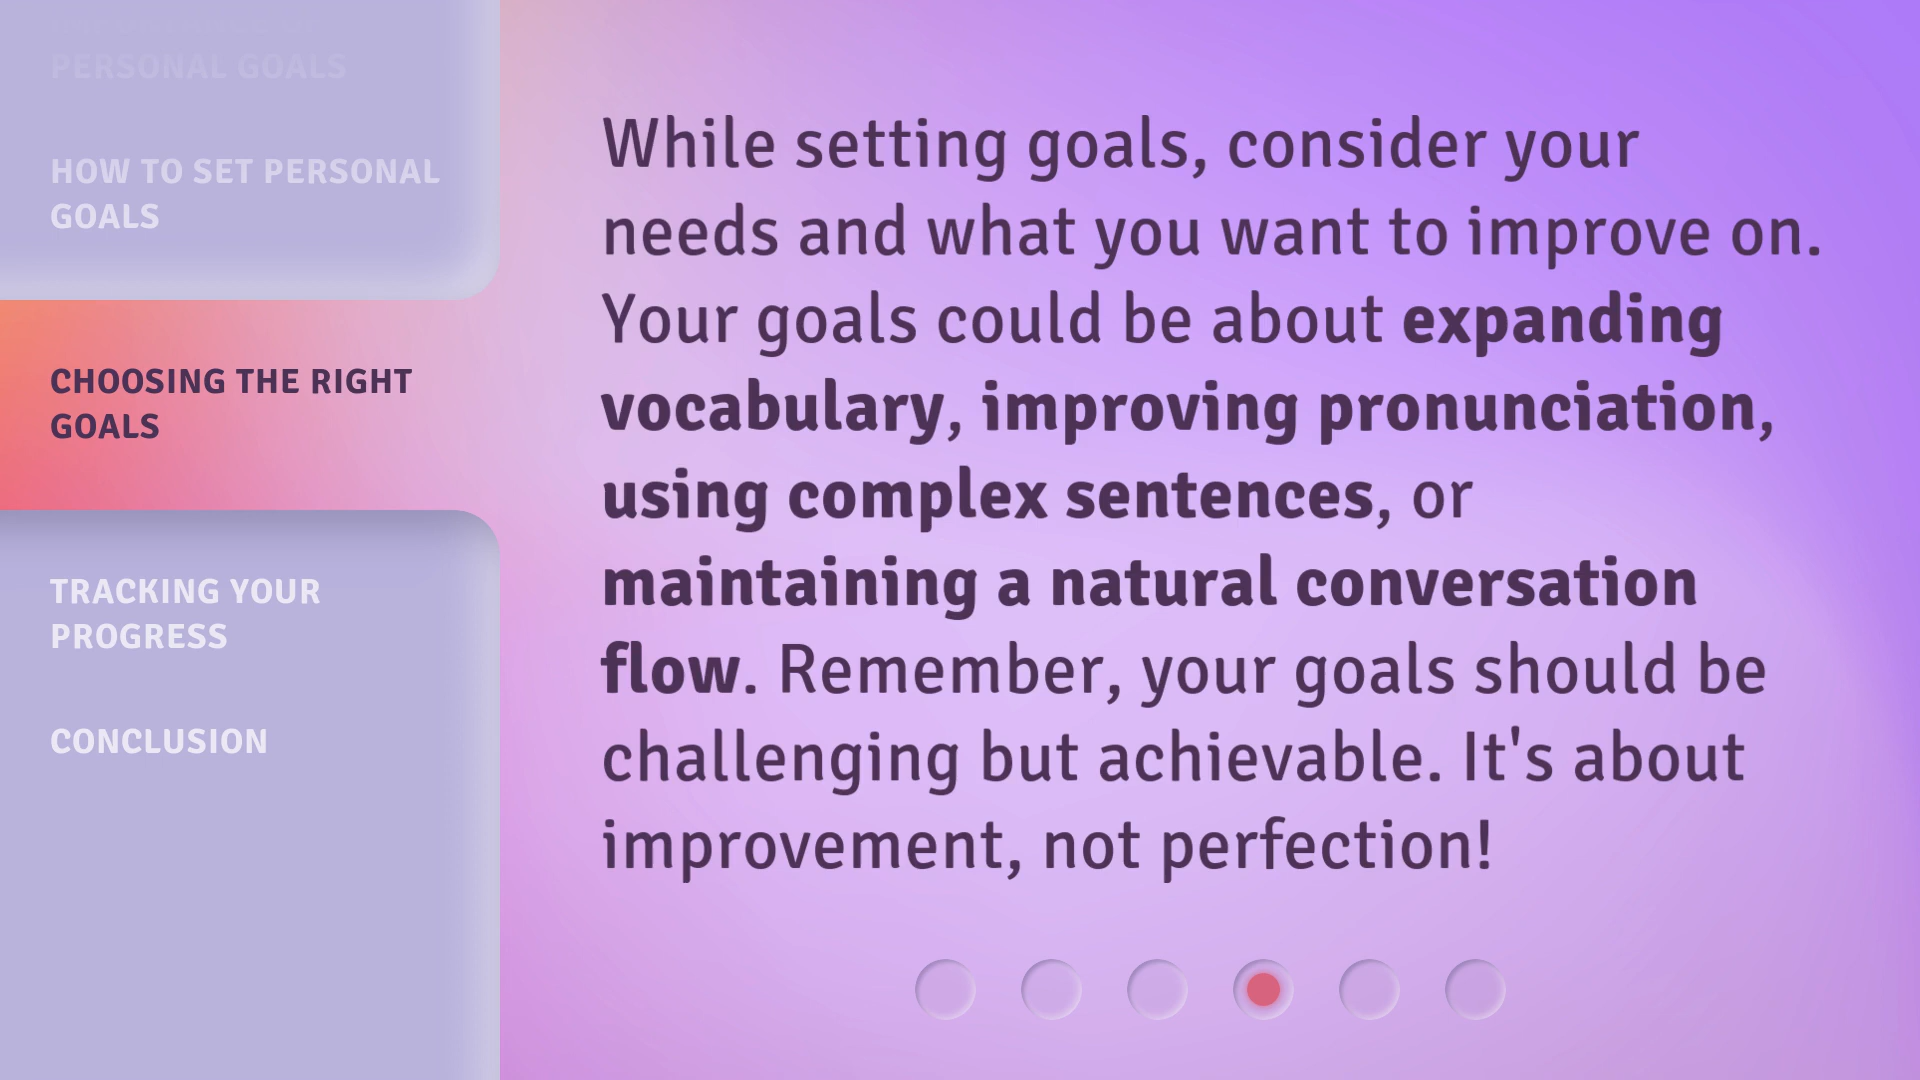 PERSONAL GOALS
HOW TO SET PERSONAL
GOALS
CHOOSING THE RIGHT
GOALS
TRACKING YOUR
PROGRESS
CONCLUSION
While setting goals, consider your
needs and what you want to improve on.
Your goals could be about expanding
vocabulary, improving pronunciation,
using complex sentences, or
maintaining a natural conversation
flow. Remember, your goals should be
challenging but achievable. It's about
improvement, not perfection!